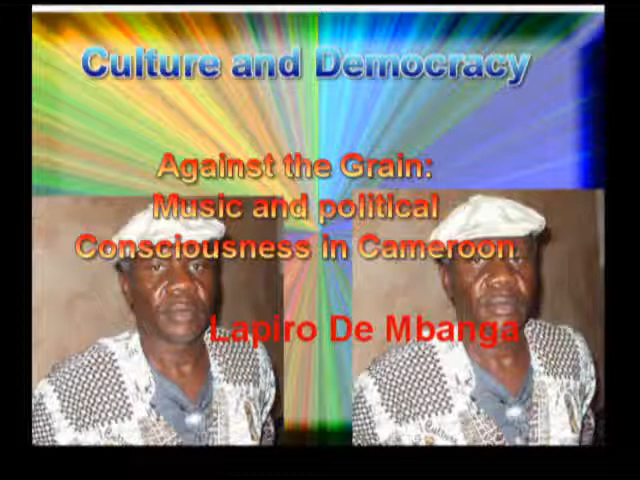 Culture and Democracy
Against the Grain:
Music and political
Consciousness in Cameroon
Lapiro De Mbanga